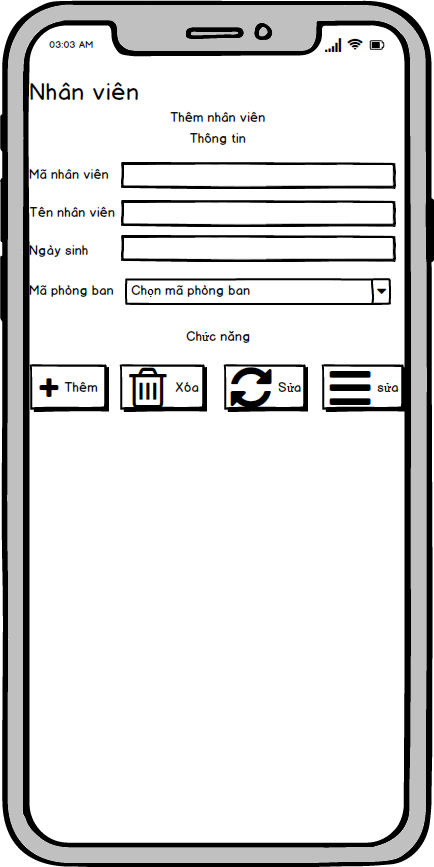 03:03 AM
Nhân viên
Thêm nhân viên
Thông tin
Mã nhân viên
Tên nhân viên
Ngày sinh
Mã phòng ban
Chọn mã phòng ban
Chức năng
Thêm
Xóa
Sửa
sửa